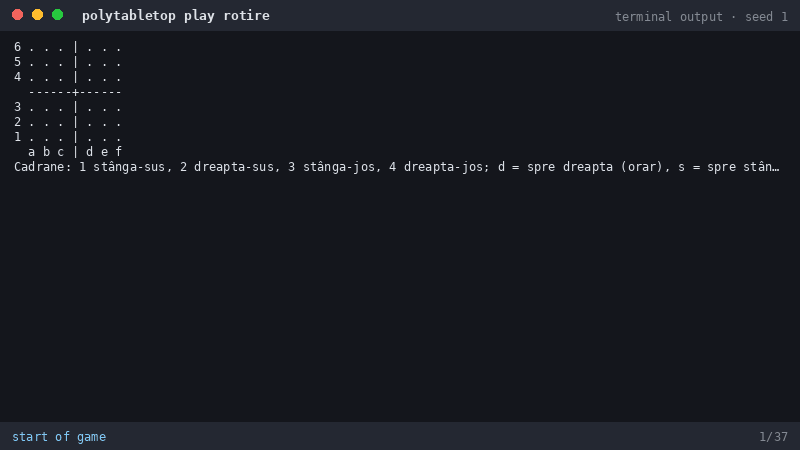 polytabletop play rotire
terminal output · seed 1
6 . . . | . . .
5 . . . | . . .
4 . . . | . . .
------+------
3 . . . | . . .
2 . . . | . . .
1 . . . | . . .
a b c | d e f
Cadrane: 1 stânga-sus, 2 dreapta-sus, 3 stânga-jos, 4 dreapta-jos; d = spre dreapta (orar), s = spre stân…
start of game
1/37